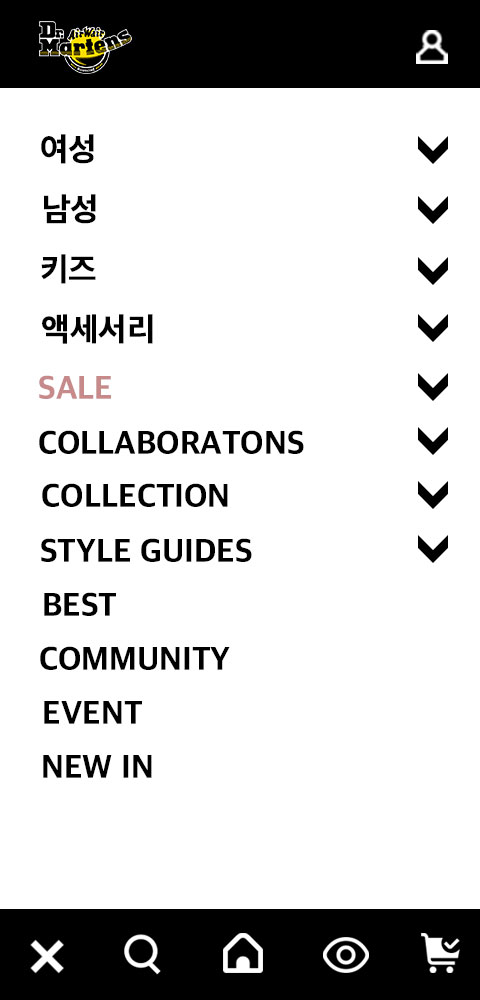 Dr. AirWair
Martens
여성
남성
키즈
액세서리
SALE
COLLABORATONS
COLLECTION
STYLE GUIDES
BEST
COMMUNITY
EVENT
NEW IN